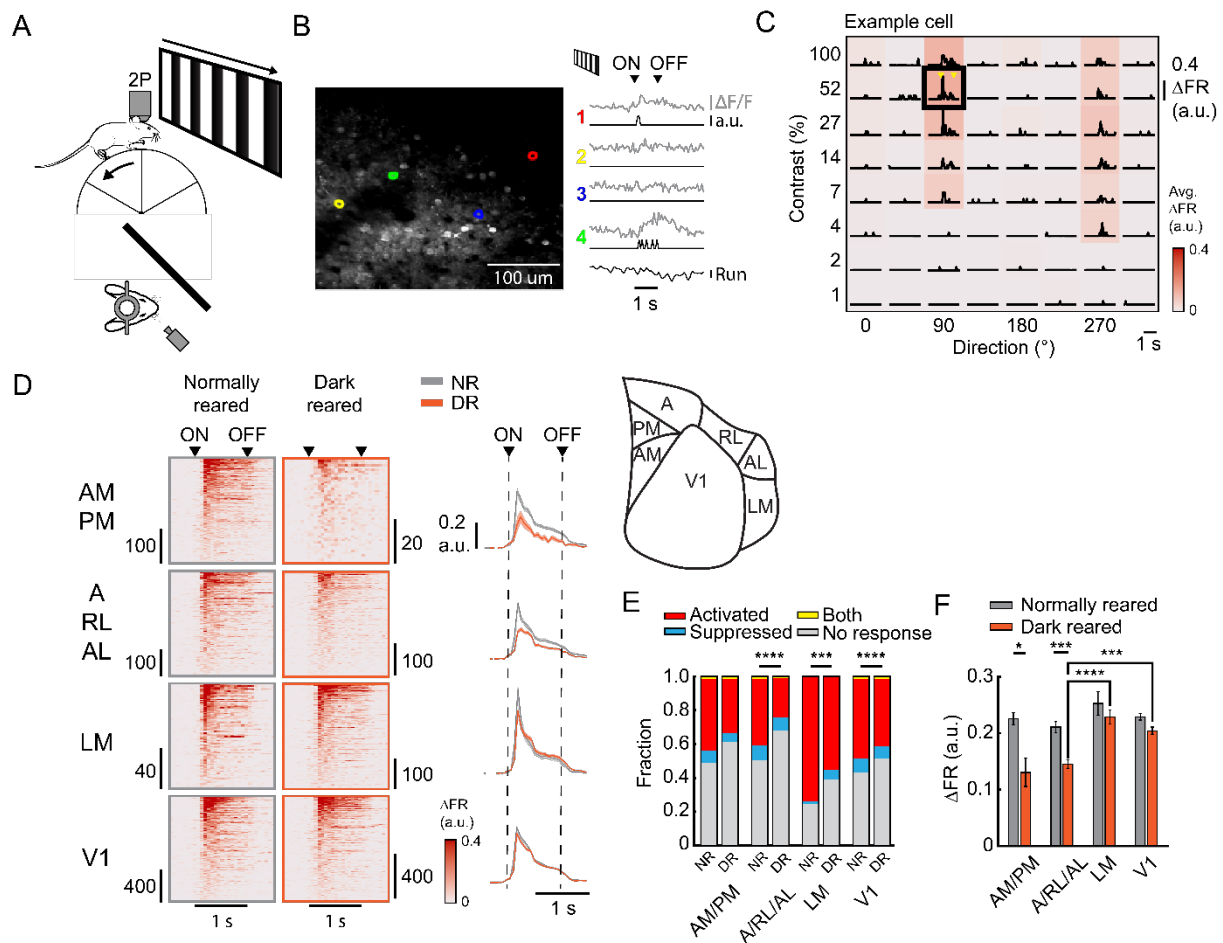 A
2P
B
ON OFF
1
2
3
4
ΔF/F
a.u.
Run
1 s
100 um
C
Example cell
Contrast (%)
100
52
27
14
7
4
2
1
0 90 180 270
Direction (°)
1 s
0.4
ΔFR
(a.u.)
Avg.
ΔFR
(a.u.)
0.4
0
D
Normally
reared
Dark
reared
NR
DR
ON OFF
ON OFF
AM
PM
100
20
0.2
a.u.
A
RL
AL
100
100
LM
40
100
V1
400
400
ΔFR
(a.u.)
0.4
0
1 s
1 s
1 s
A
PM
AM
RL
AL
V1
LM
E
Activated
Both
Suppressed
No response
**** *** ****
Fraction
1.0
0.8
0.6
0.4
0.2
0
NR DR NR DR NR DR NR DR
AM/PM
A/RL/AL
LM
V1
F
Normally reared
Dark reared
* *** ***
****
ΔFR (a.u.)
0.3
0.2
0.1
0
AM/PM
A/RL/AL
LM
V1